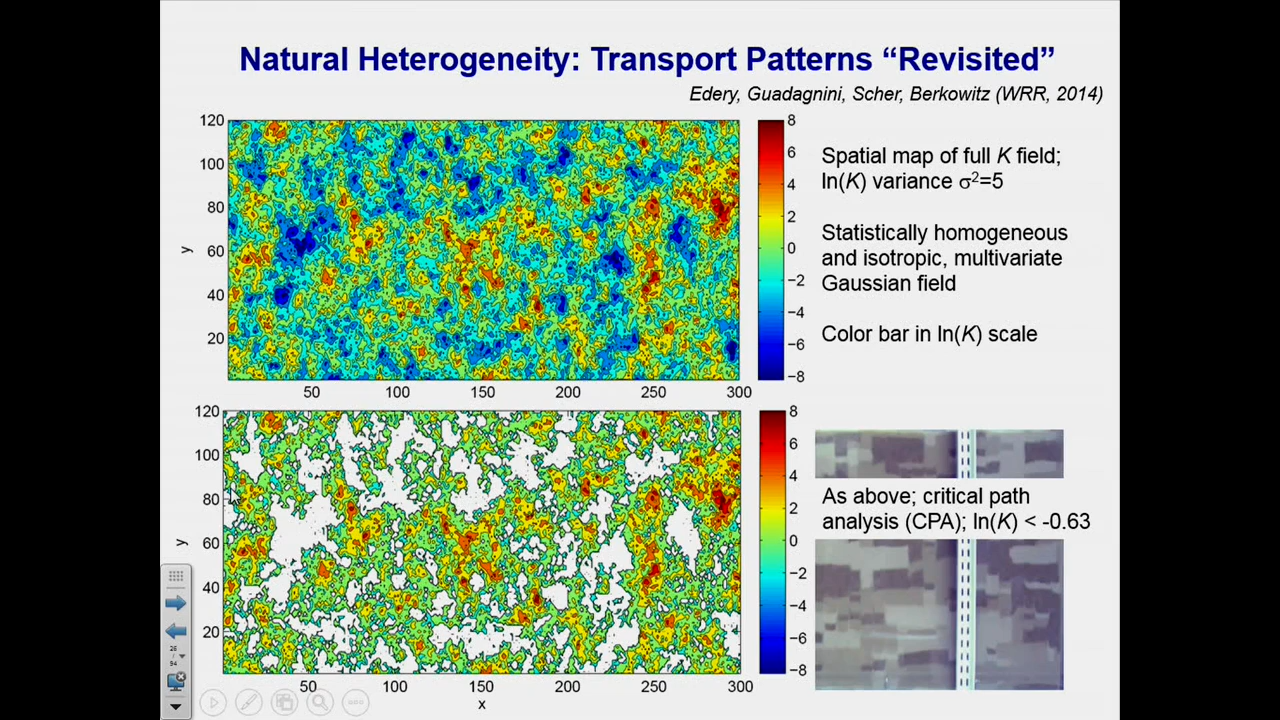 Natural Heterogeneity: Transport Patterns “Revisited”
Edery, Guadagnini, Scher, Berkowitz (WRR, 2014)
120
100
80
60
40
20
y
50 100 150 200 250 300
8
6
4
2
0
−2
−4
−6
−8
Spatial map of full K field;
ln(K) variance σ²=5
Statistically homogeneous
and isotropic, multivariate
Gaussian field
Color bar in ln(K) scale
120
100
80
60
40
20
y
50 100 150 200 250 300
x
8
6
4
2
0
−2
−4
−6
−8
As above; critical path
analysis (CPA); ln(K) < -0.63
26
/
94